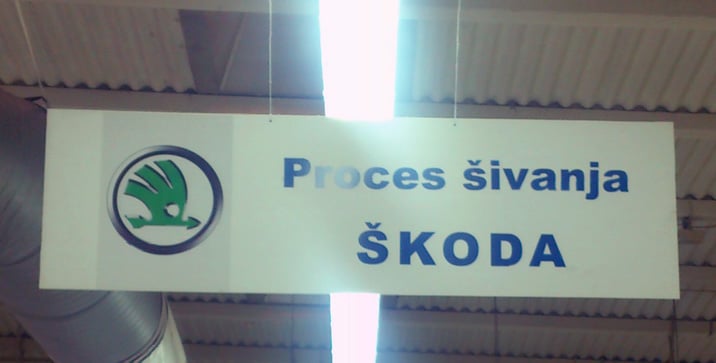 Proces šivanja
ŠKODA